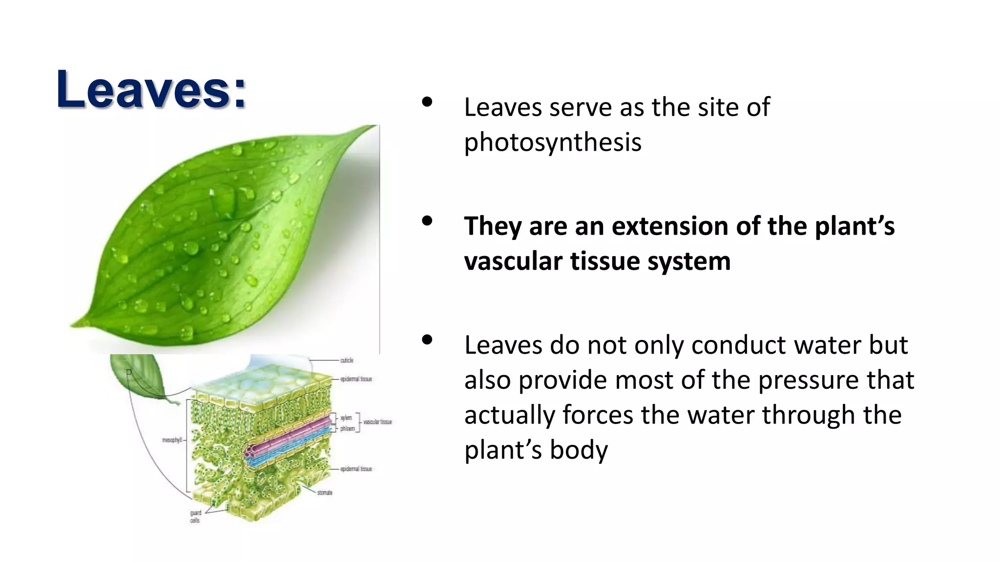 Leaves:
• Leaves serve as the site of
photosynthesis
• They are an extension of the plant’s
vascular tissue system
• Leaves do not only conduct water but
also provide most of the pressure that
actually forces the water through the
plant’s body
cuticle
epidermal tissue
xylem
vascular tissue
phloem
mesophyll
epidermal tissue
stomate
guard
cells